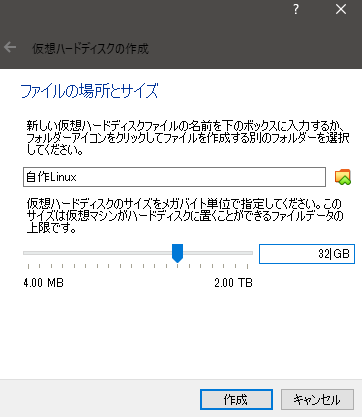 ?
仮想ハードディスクの作成
ファイルの場所とサイズ
新しい仮想ハードディスクファイルの名前を下のボックスに入力するか、
フォルダーアイコンをクリックしてファイルを作成する別のフォルダーを選択
してください。
自作Linux
仮想ハードディスクのサイズをメガバイト単位で指定してください。この
サイズは仮想マシンがハードディスクに置くことができるファイルデータの
上限です。
32 GB
4.00 MB 2.00 TB
作成 キャンセル